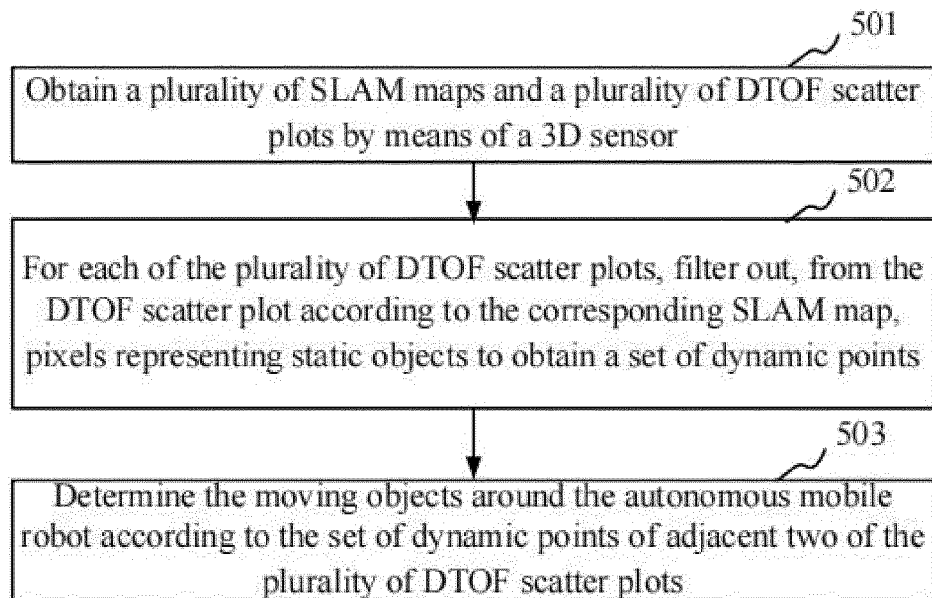 501
Obtain a plurality of SLAM maps and a plurality of DTOF scatter
plots by means of a 3D sensor
502
For each of the plurality of DTOF scatter plots, filter out, from the
DTOF scatter plot according to the corresponding SLAM map,
pixels representing static objects to obtain a set of dynamic points
503
Determine the moving objects around the autonomous mobile
robot according to the set of dynamic points of adjacent two of the
plurality of DTOF scatter plots